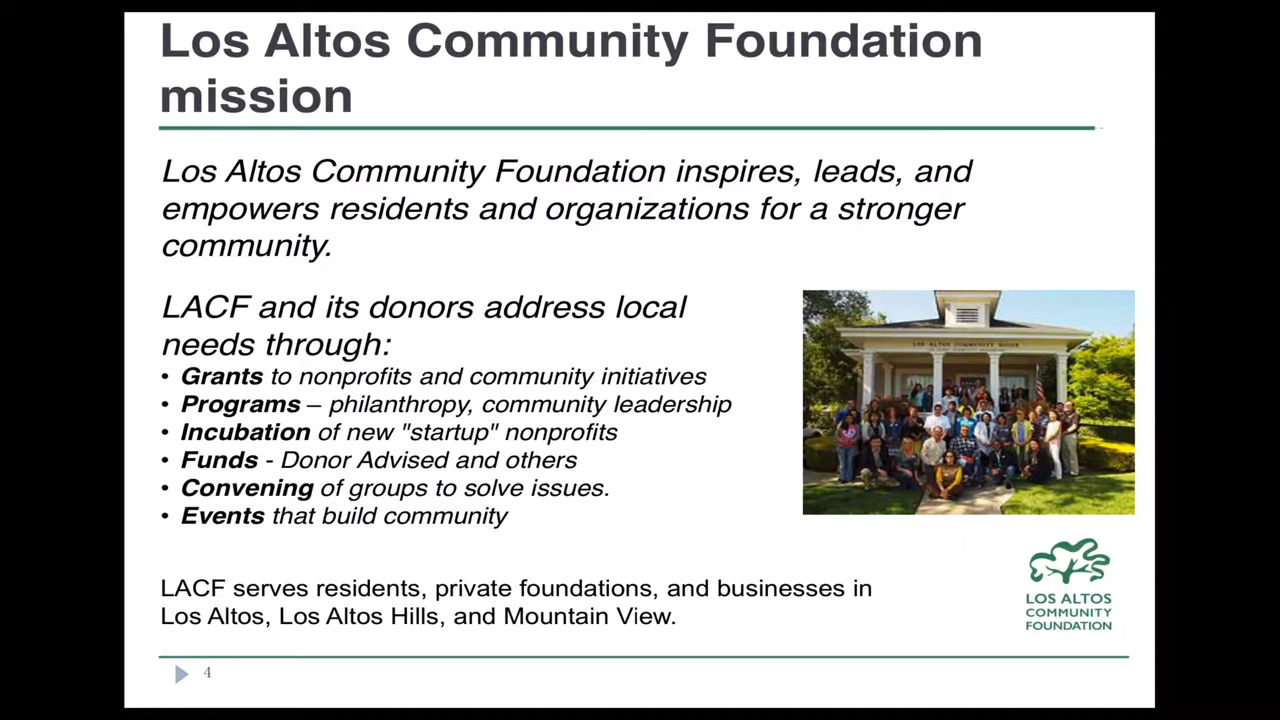 Los Altos Community Foundation
mission
Los Altos Community Foundation inspires, leads, and
empowers residents and organizations for a stronger
community.
LACF and its donors address local
needs through:
• Grants to nonprofits and community initiatives
• Programs – philanthropy, community leadership
• Incubation of new "startup" nonprofits
• Funds - Donor Advised and others
• Convening of groups to solve issues.
• Events that build community
LOS ALTOS COMMUNITY HOUSE
LACF serves residents, private foundations, and businesses in
Los Altos, Los Altos Hills, and Mountain View.
LOS ALTOS
COMMUNITY
FOUNDATION
4